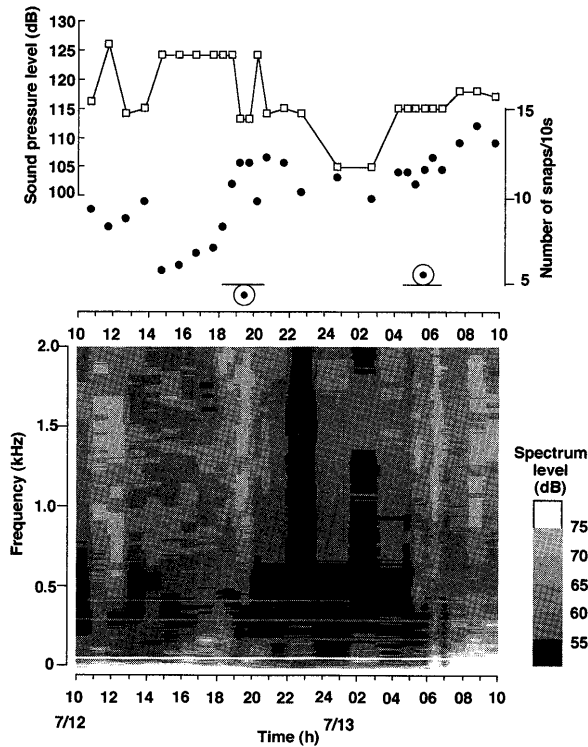 Sound pressure level (dB)
130
125
120
115
110
105
100
Number of snaps/10s
15
10
5
10 12 14 16 18 20 22 24 02 04 06 08 10
Frequency (kHz)
2.0
1.5
1.0
0.5
0
Spectrum
level
(dB)
75
70
65
60
55
10 12 14 16 18 20 22 24 02 04 06 08 10
7/12 Time (h) 7/13